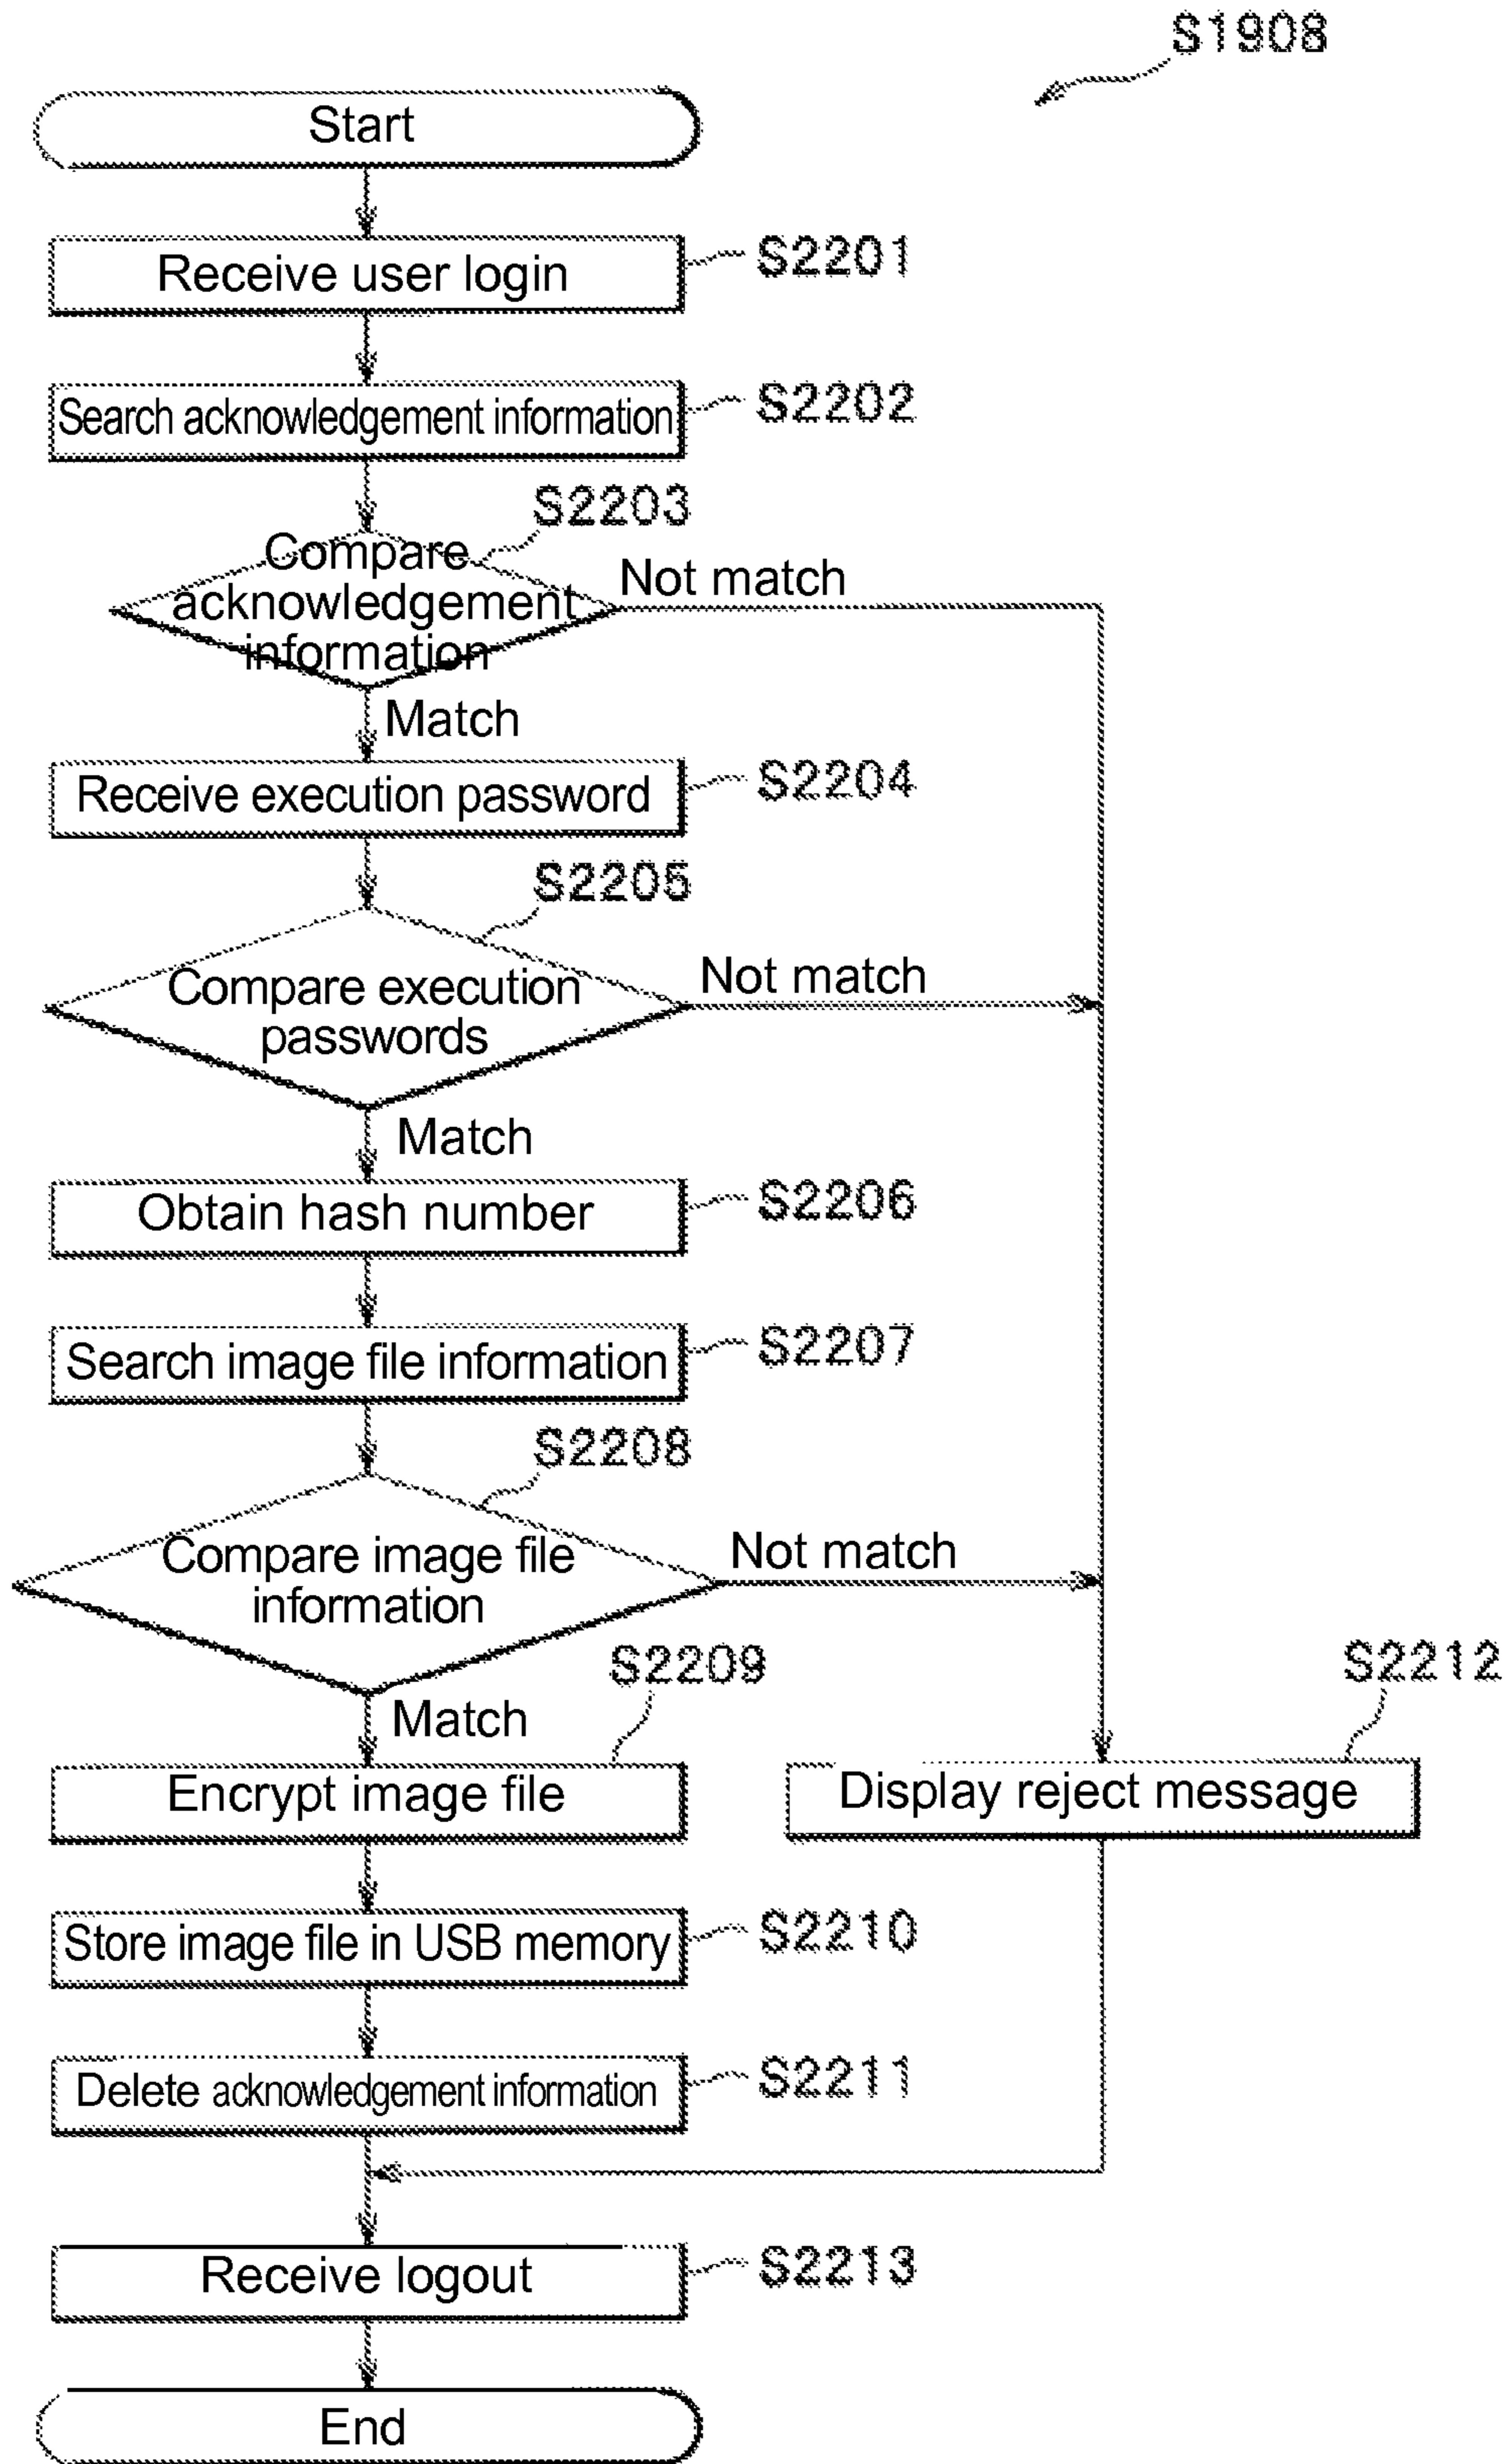 S1908
Start
Receive user login
S2201
Search acknowledgement information
S2202
S2203
Compare
acknowledgement
information
Not match
Match
Receive execution password
S2204
S2205
Compare execution
passwords
Not match
Match
Obtain hash number
S2206
Search image file information
S2207
S2208
Compare image file
information
Not match
S2209
S2212
Match
Encrypt image file
Display reject message
Store image file in USB memory
S2210
Delete acknowledgement information
S2211
Receive logout
S2213
End